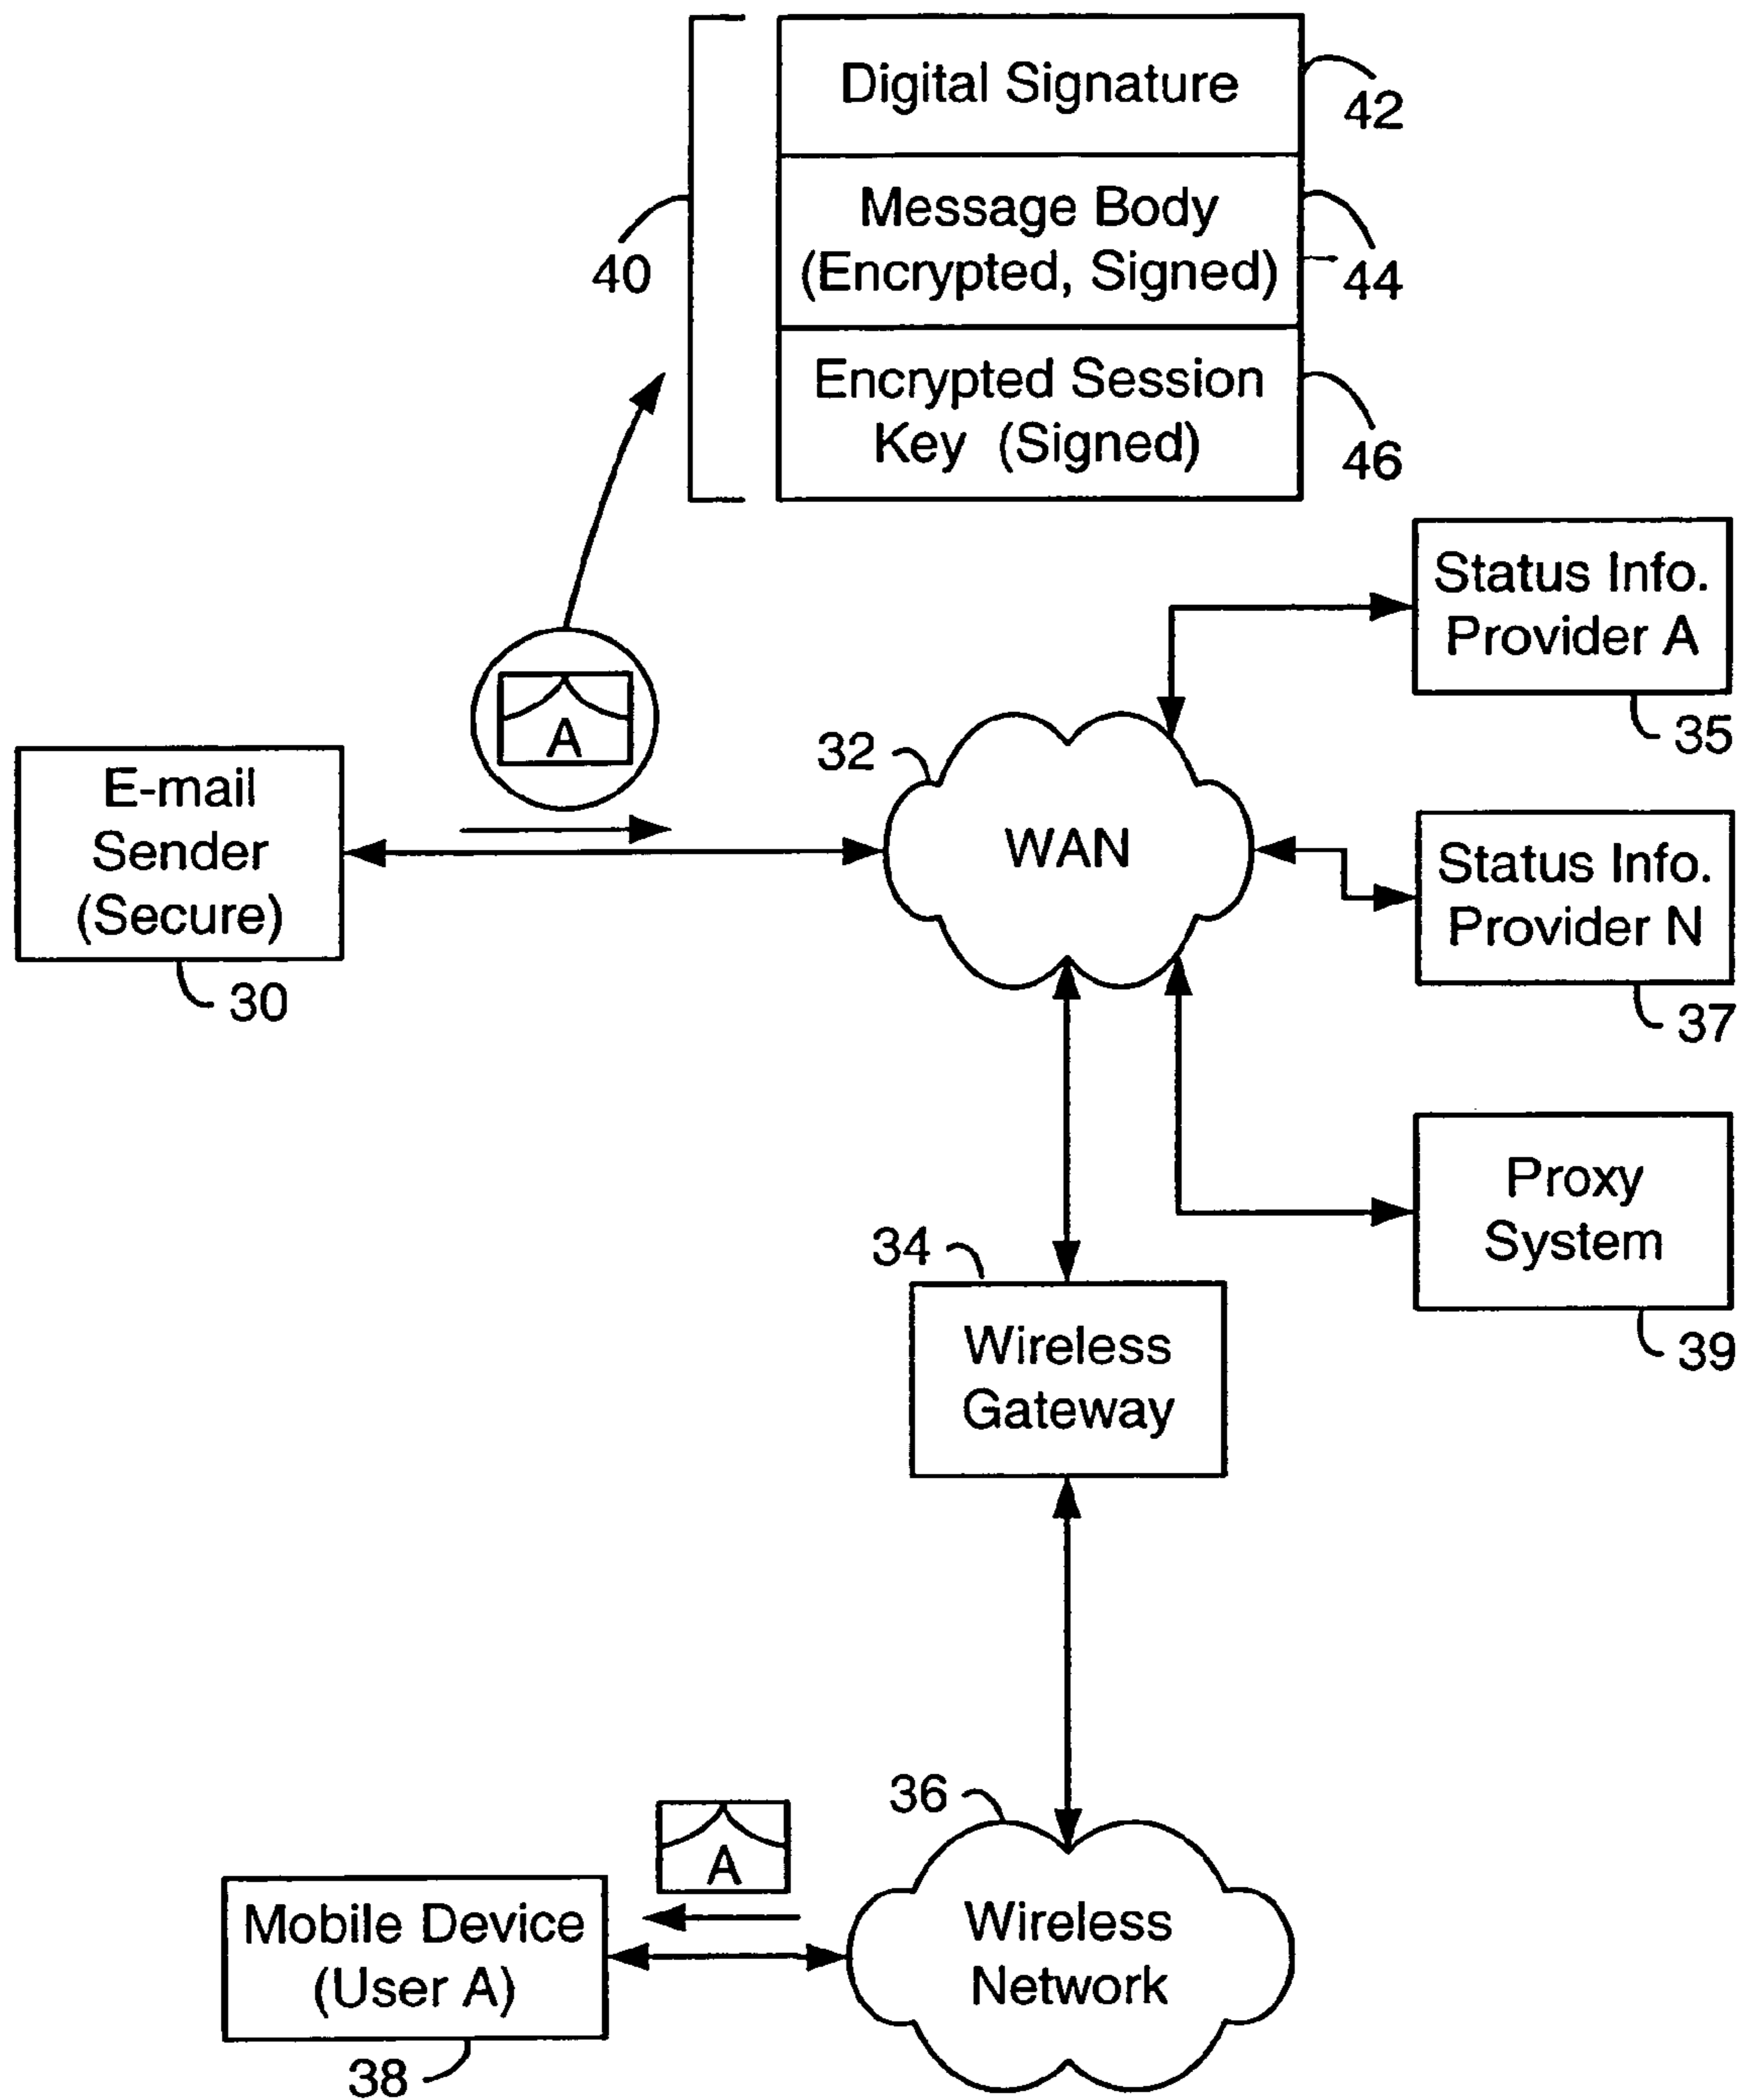 Digital Signature
42
Message Body
(Encrypted, Signed)
44
40
Encrypted Session
Key (Signed)
46
Status Info.
Provider A
35
A
E-mail
Sender
(Secure)
30
32
WAN
Status Info.
Provider N
37
Proxy
System
39
34
Wireless
Gateway
36
A
Mobile Device
(User A)
38
Wireless
Network